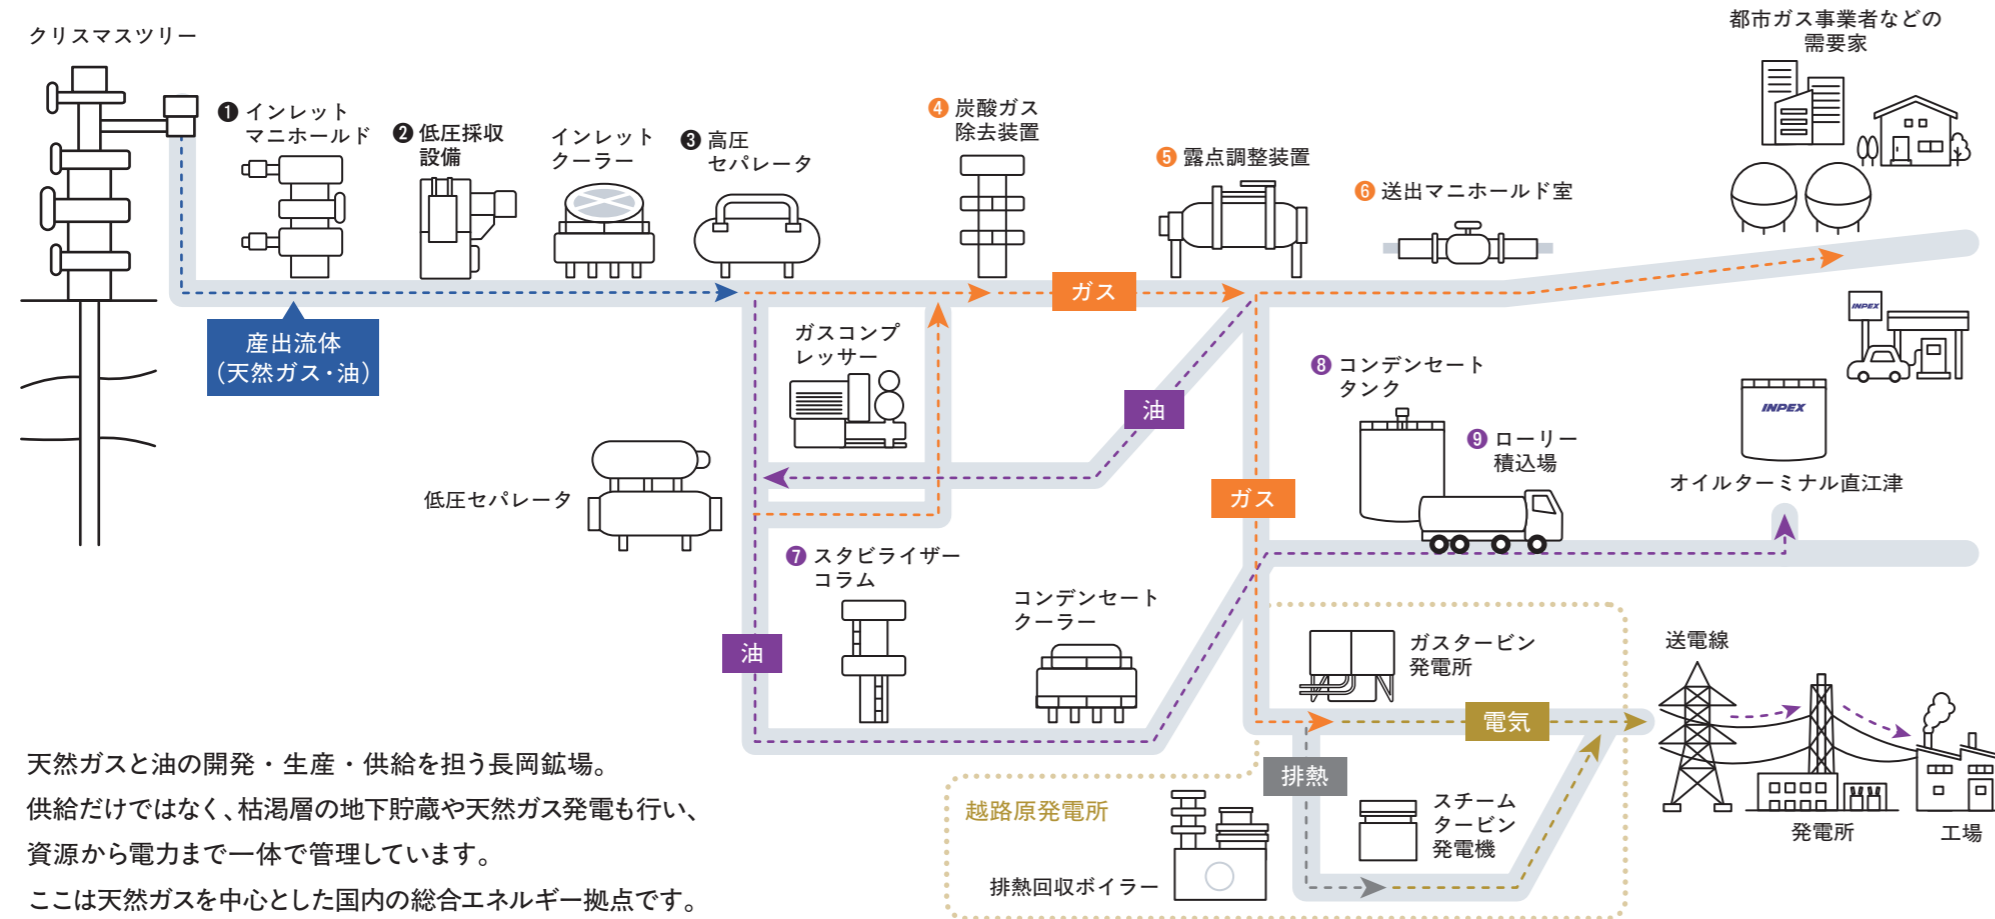 クリスマスツリー
❶ インレット
マニホールド
❷ 低圧採収
設備
インレット
クーラー
❸ 高圧
セパレータ
❹ 炭酸ガス
除去装置
❺ 露点調整装置
❻ 送出マニホールド室
都市ガス事業者などの
需要家
ガス
産出流体
(天然ガス・油)
ガスコンプ
レッサー
油
❽ コンデンセート
タンク
❾ ローリー
積込場
INPEX
INPEX
オイルターミナル直江津
低圧セパレータ
ガス
❼ スタビライザー
コラム
コンデンセート
クーラー
油
ガスタービン
発電所
送電線
電気
排熱
越路原発電所
スチーム
タービン
発電機
排熱回収ボイラー
発電所
工場
天然ガスと油の開発・生産・供給を担う長岡鉱場。
供給だけではなく、枯渇層の地下貯蔵や天然ガス発電も行い、
資源から電力まで一体で管理しています。
ここは天然ガスを中心とした国内の総合エネルギー拠点です。